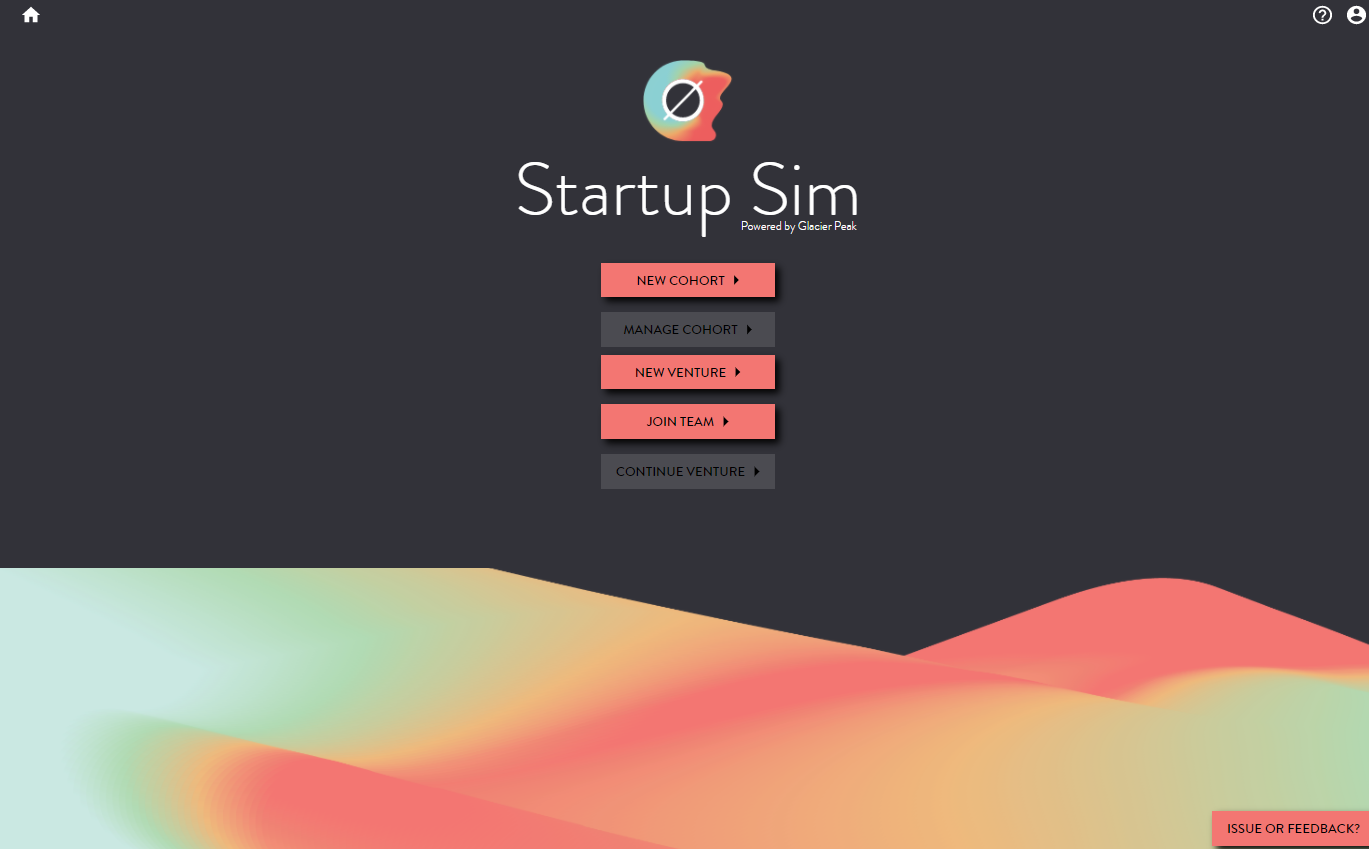 Startup Sim
Powered by Glacier Peak
NEW COHORT
MANAGE COHORT
NEW VENTURE
JOIN TEAM
CONTINUE VENTURE
ISSUE OR FEEDBACK?